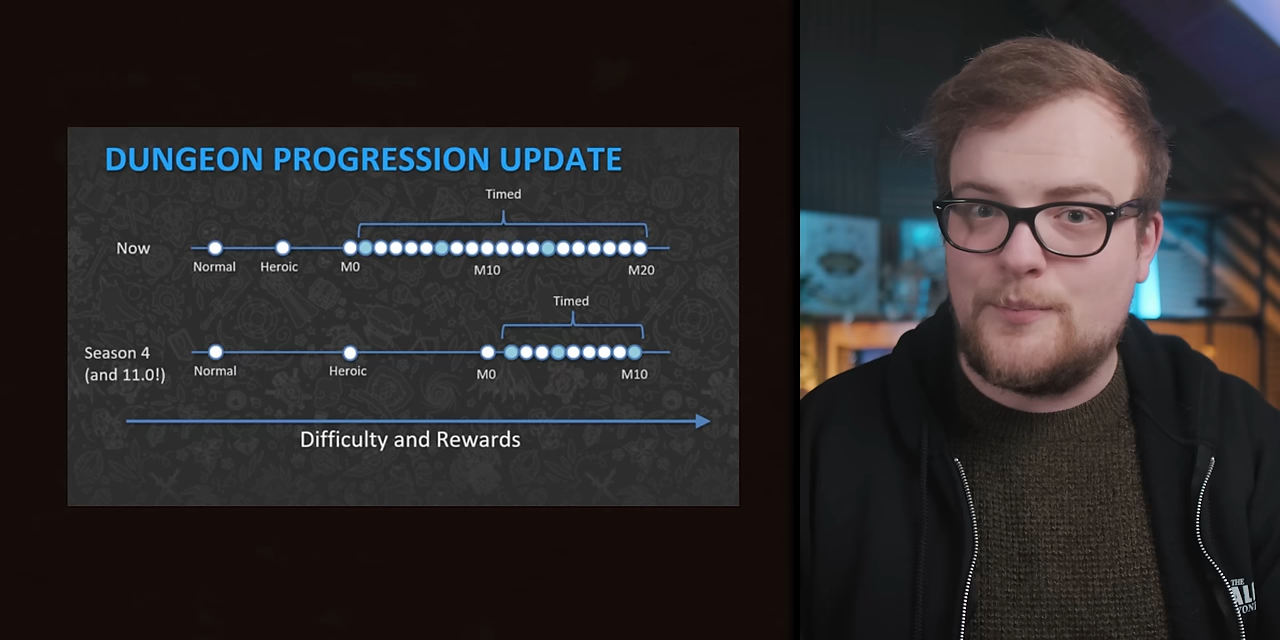 DUNGEON PROGRESSION UPDATE
Timed
Now
Normal
Heroic
M0
M10
M20
Timed
Season 4
(and 11.0!)
Normal
Heroic
M0
M10
Difficulty and Rewards
THE